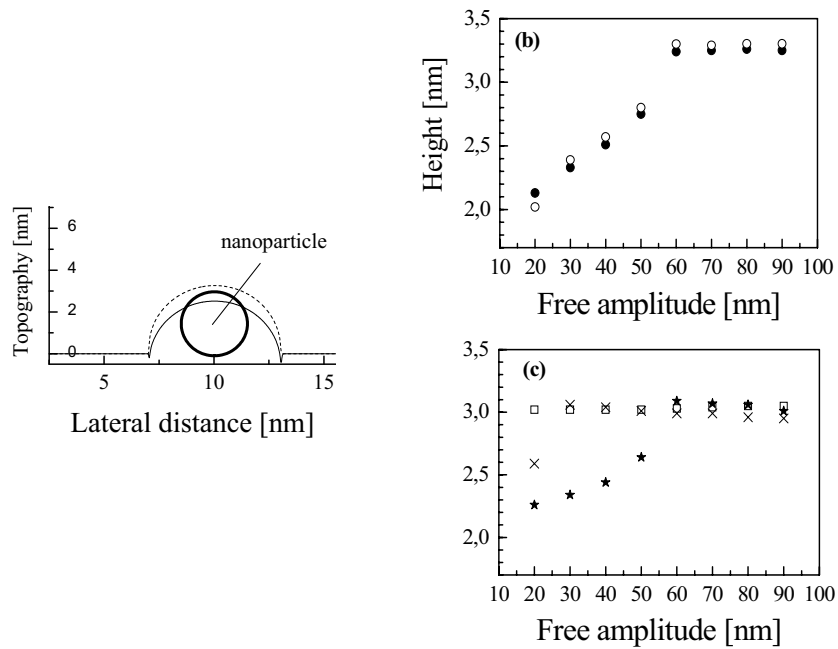 Topography [nm]
6
4
2
0
nanoparticle
5
10
15
Lateral distance [nm]
(b)
Height [nm]
3,5
3,0
2,5
2,0
10 20 30 40 50 60 70 80 90 100
Free amplitude [nm]
(c)
3,5
3,0
2,5
2,0
10 20 30 40 50 60 70 80 90 100
Free amplitude [nm]